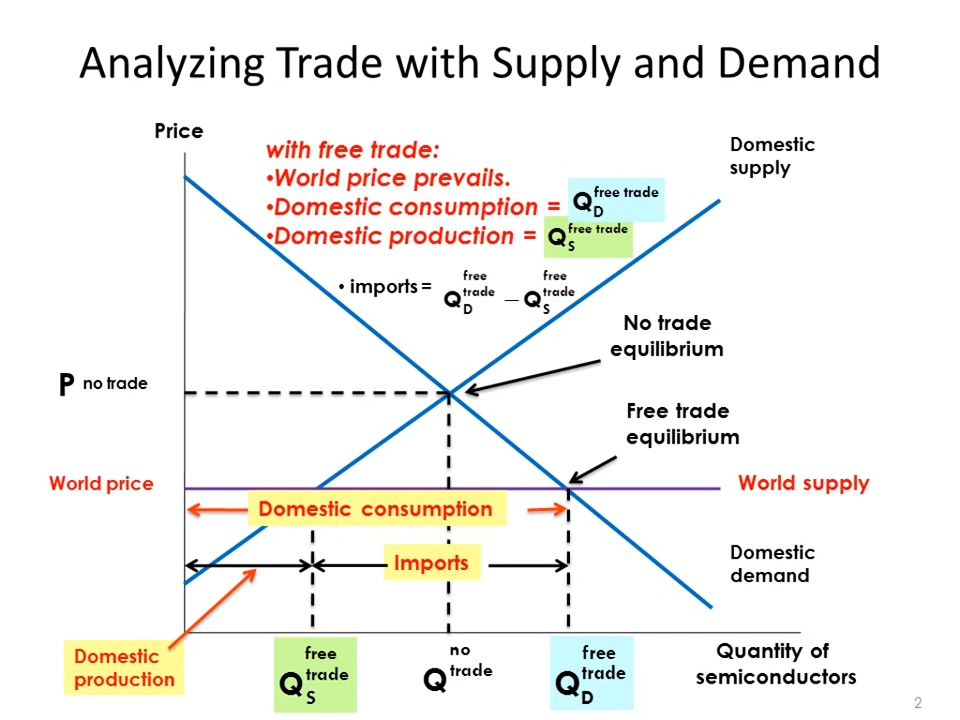 Analyzing Trade with Supply and Demand
Price
with free trade:
•World price prevails.
•Domestic consumption = Q D free trade
•Domestic production = Q S free trade
• imports = Q D free trade — Q S free trade
Domestic
supply
No trade
equilibrium
P no trade
Free trade
equilibrium
World price
World supply
Domestic consumption
Imports
Domestic
demand
Domestic
production
Q S free trade
Q no trade
Q D free trade
Quantity of
semiconductors
2